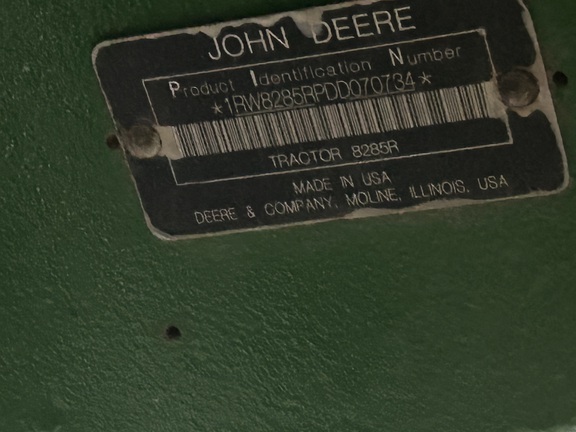 JOHN DEERE
Product Identification Number
*1RW8285RPDD070734*
TRACTOR 8285R
MADE IN USA
DEERE & COMPANY, MOLINE, ILLINOIS, USA